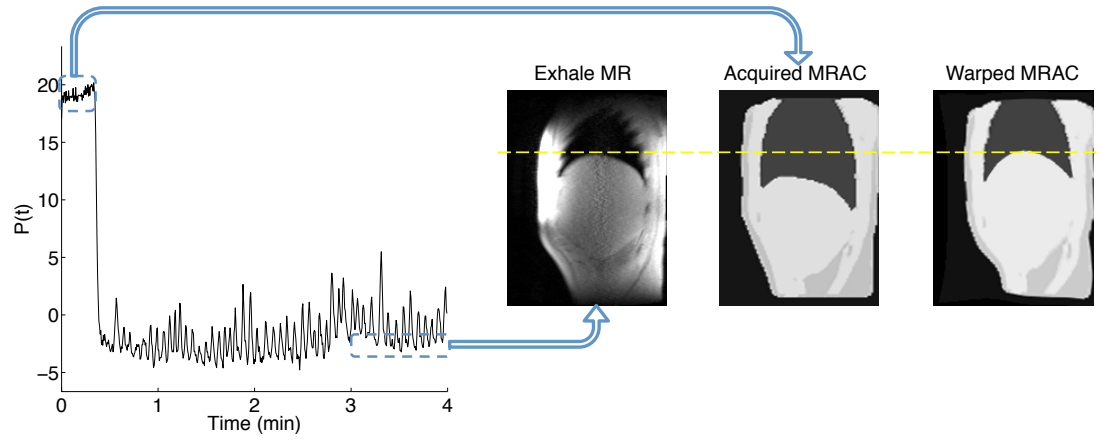 Exhale MR
Acquired MRAC
Warped MRAC
P(t)
20
15
10
5
0
−5
0
1
2
3
4
Time (min)